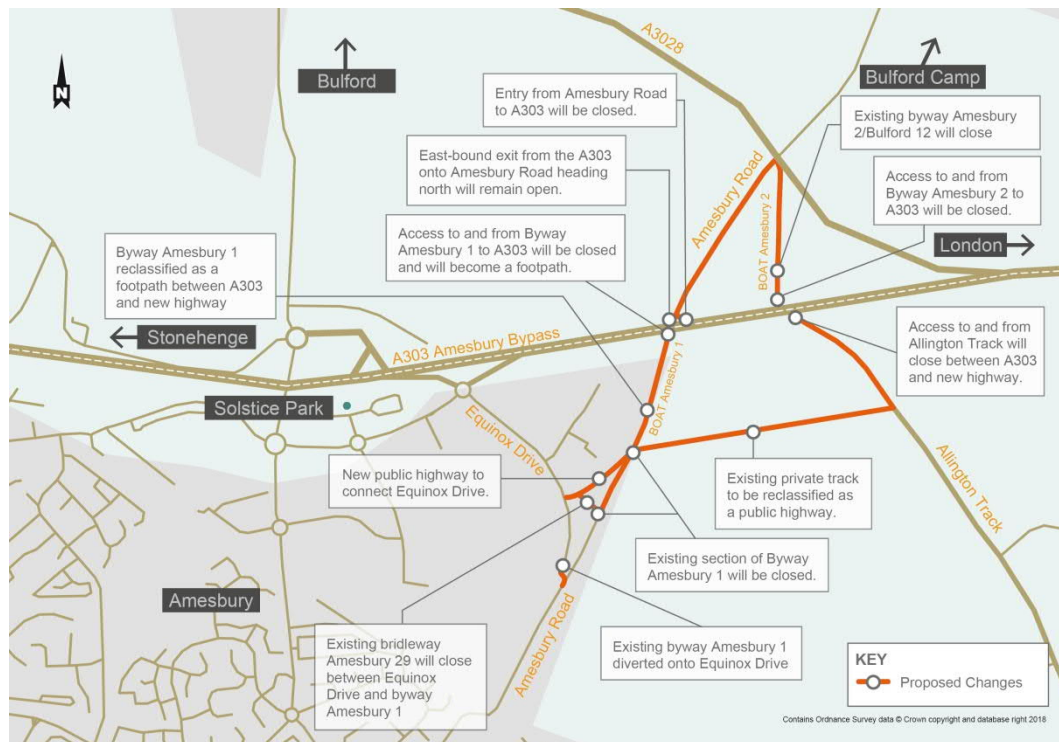 A3028
Bulford
Bulford Camp
N
Entry from Amesbury Road
to A303 will be closed.
Existing byway Amesbury
2/Bulford 12 will close
East-bound exit from the A303
onto Amesbury Road heading
north will remain open.
Amesbury Road
BOAT Amesbury 2
Access to and from
Byway Amesbury 2 to
A303 will be closed.
Access to and from Byway
Amesbury 1 to A303 will be closed
and will become a footpath.
London
Byway Amesbury 1
reclassified as a
footpath between A303
and new highway
Stonehenge
A303 Amesbury Bypass
BOAT Amesbury 1
Access to and from
Allington Track will
close between A303
and new highway.
Solstice Park
Equinox Drive
New public highway to
connect Equinox Drive.
Existing private track
to be reclassified as
a public highway.
Allington Track
Existing section of Byway
Amesbury 1 will be closed.
Amesbury
Amesbury Road
Existing bridleway
Amesbury 29 will close
between Equinox
Drive and byway
Amesbury 1
Existing byway Amesbury 1
diverted onto Equinox Drive
KEY
Proposed Changes
Contains Ordnance Survey data © Crown copyright and database right 2018